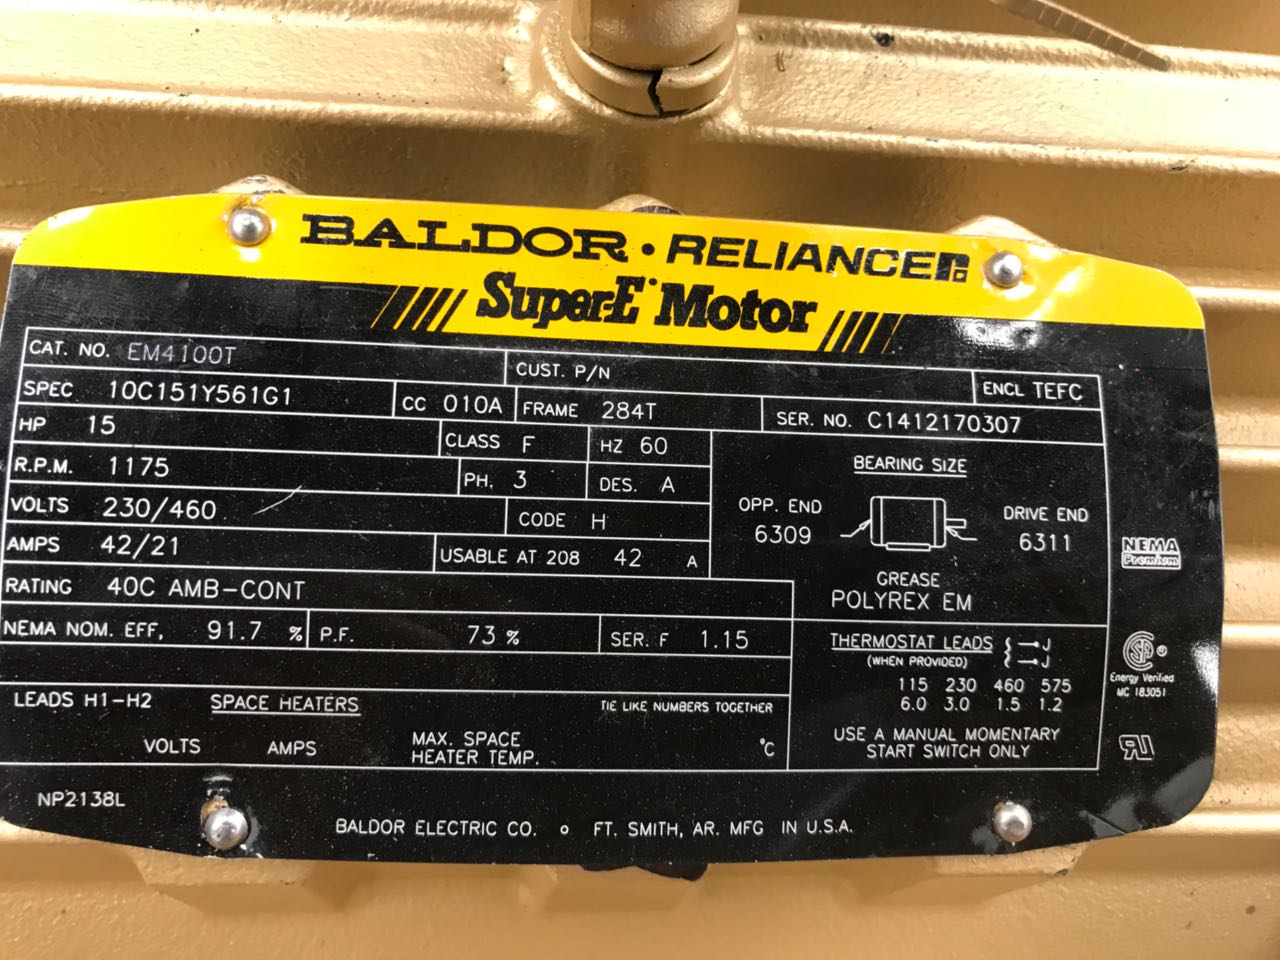 BALDOR • RELIANCE
Super-E Motor
CAT. NO. EM4100T CUST. P/N ENCL TEFC
SPEC 10C151Y561G1 CC 010A FRAME 284T SER. NO. C1412170307
HP 15 CLASS F HZ 60
R.P.M. 1175 PH. 3 DES. A
VOLTS 230/460 CODE H
AMPS 42/21 USABLE AT 208 42 A
RATING 40C AMB-CONT
NEMA NOM. EFF. 91.7 % P.F. 73 % SER. F 1.15
LEADS H1-H2 SPACE HEATERS TIE LIKE NUMBERS TOGETHER
VOLTS AMPS MAX. SPACE
HEATER TEMP. °C
BEARING SIZE
OPP. END DRIVE END
6309 6311
GREASE
POLYREX EM
THERMOSTAT LEADS J
(WHEN PROVIDED) J
115 230 460 575
6.0 3.0 1.5 1.2
USE A MANUAL MOMENTARY
START SWITCH ONLY
NEMA
Premium
CSA ®
Energy Verified
MC 183051
NP2138L
BALDOR ELECTRIC CO. o FT. SMITH, AR. MFG IN U.S.A.